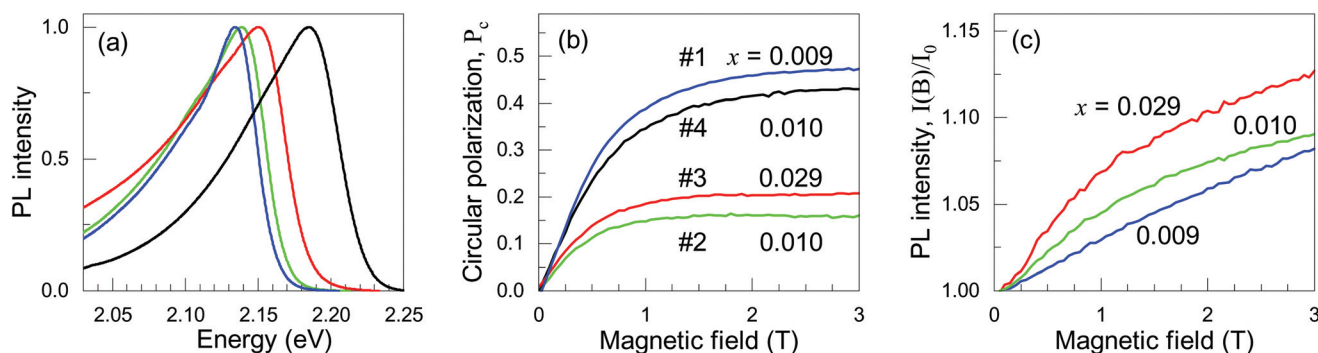 (a)
PL intensity
1.0
0.5
0.0
2.05
2.10
2.15
2.20
2.25
Energy (eV)
(b)
Circular polarization, P_c
0.5
0.4
0.3
0.2
0.1
0.0
#1 x = 0.009
#4 0.010
#3 0.029
#2 0.010
0
1
2
3
Magnetic field (T)
(c)
PL intensity, I(B)/I_0
1.15
1.10
1.05
1.00
x = 0.029
0.010
0.009
0
1
2
3
Magnetic field (T)